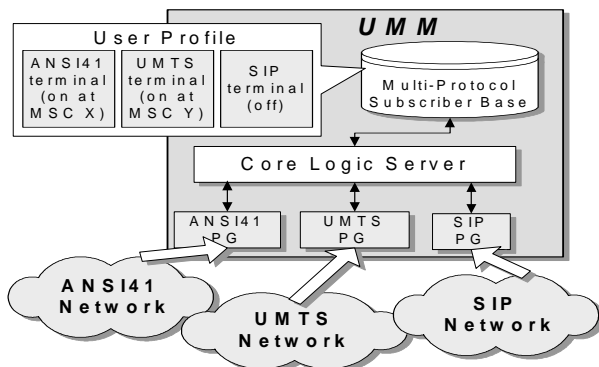 UMM
User Profile
ANSI41
terminal
(on at
MSC X)
UMTS
terminal
(on at
MSC Y)
SIP
terminal
(off)
Multi-Protocol
Subscriber Base
Core Logic Server
ANSI41
PG
UMTS
PG
SIP
PG
ANSI41
Network
UMTS
Network
SIP
Network